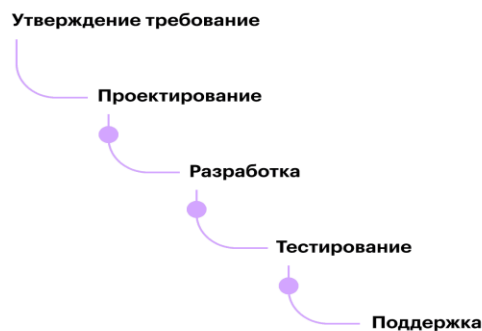 Утверждение требование
Проектирование
Разработка
Тестирование
Поддержка